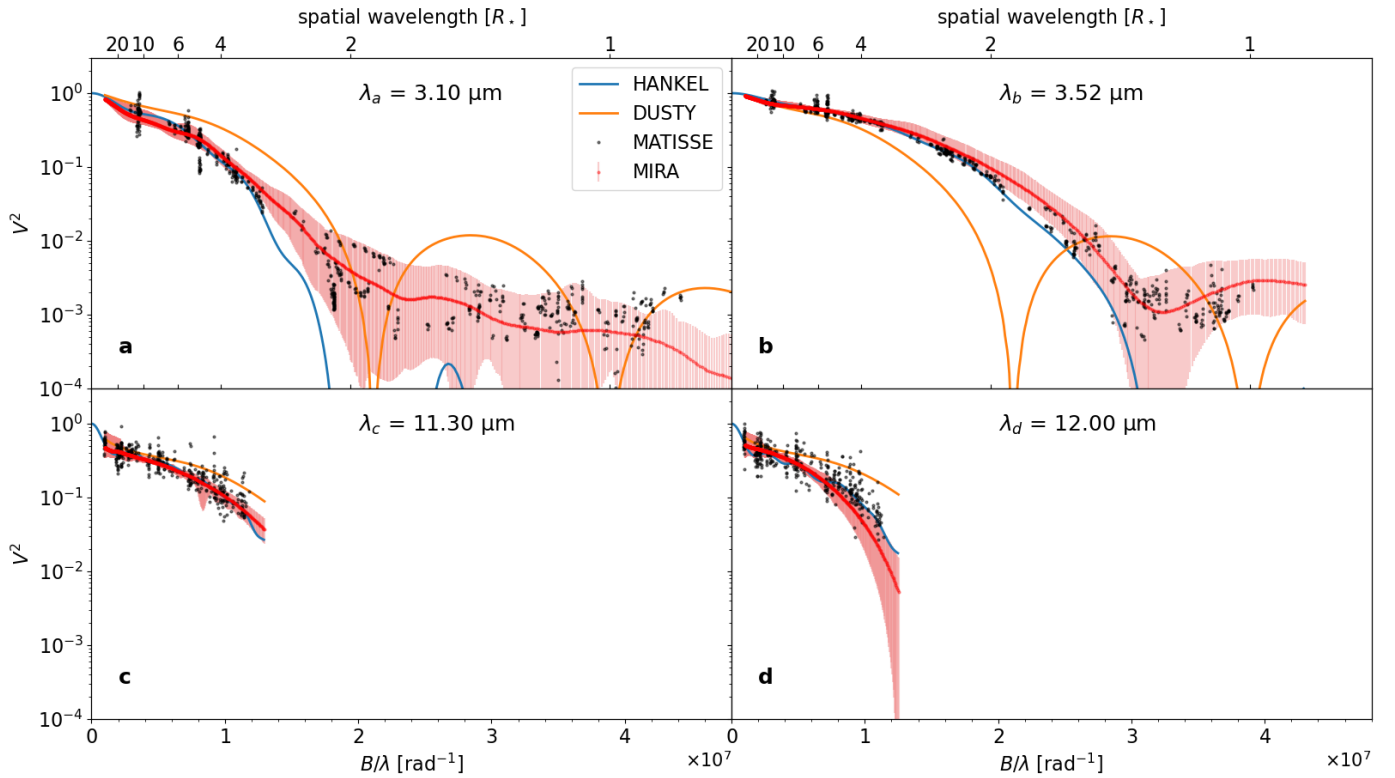 spatial wavelength [R⋆]
spatial wavelength [R⋆]
20 10 6 4 2 1
20 10 6 4 2 1
λa = 3.10 μm
HANKEL
DUSTY
MATISSE
MIRA
λb = 3.52 μm
V²
10⁰
10⁻¹
10⁻²
10⁻³
10⁻⁴
a
b
λc = 11.30 μm
λd = 12.00 μm
V²
10⁰
10⁻¹
10⁻²
10⁻³
10⁻⁴
c
d
0 1 2 3 4
0 1 2 3 4
B/λ [rad⁻¹]
×10⁷
B/λ [rad⁻¹]
×10⁷